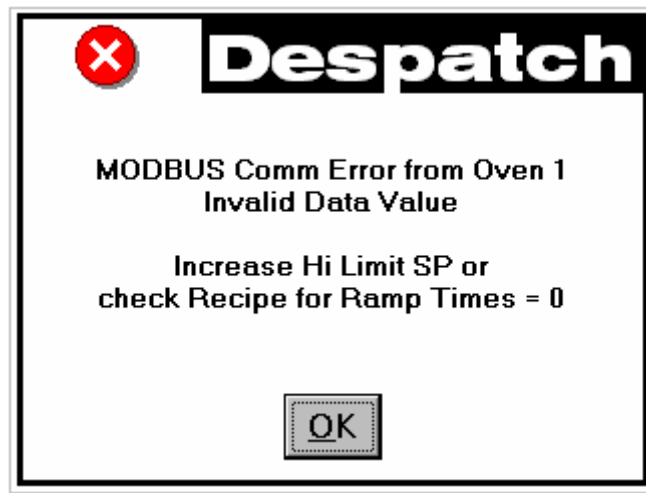 Despatch
MODBUS Comm Error from Oven 1
Invalid Data Value
Increase Hi Limit SP or
check Recipe for Ramp Times = 0
OK